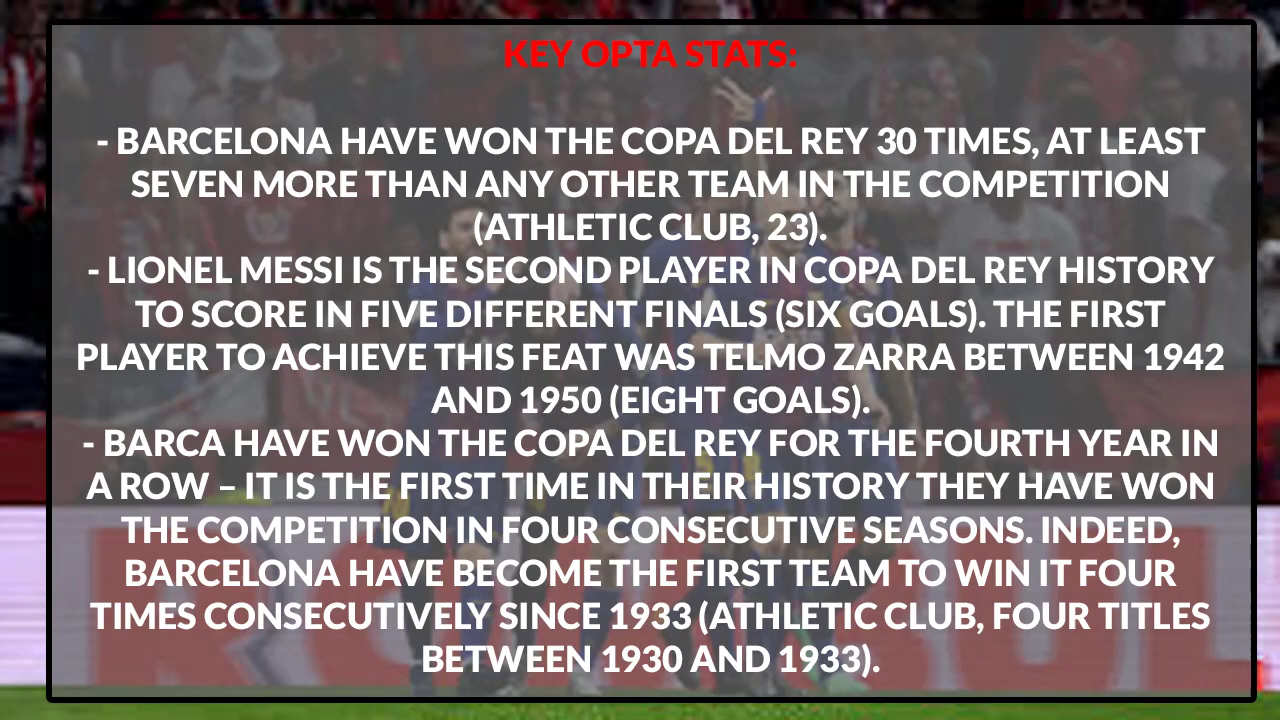 KEY OPTA STATS:
- BARCELONA HAVE WON THE COPA DEL REY 30 TIMES, AT LEAST
SEVEN MORE THAN ANY OTHER TEAM IN THE COMPETITION
(ATHLETIC CLUB, 23).
- LIONEL MESSI IS THE SECOND PLAYER IN COPA DEL REY HISTORY
TO SCORE IN FIVE DIFFERENT FINALS (SIX GOALS). THE FIRST
PLAYER TO ACHIEVE THIS FEAT WAS TELMO ZARRA BETWEEN 1942
AND 1950 (EIGHT GOALS).
- BARCA HAVE WON THE COPA DEL REY FOR THE FOURTH YEAR IN
A ROW – IT IS THE FIRST TIME IN THEIR HISTORY THEY HAVE WON
THE COMPETITION IN FOUR CONSECUTIVE SEASONS. INDEED,
BARCELONA HAVE BECOME THE FIRST TEAM TO WIN IT FOUR
TIMES CONSECUTIVELY SINCE 1933 (ATHLETIC CLUB, FOUR TITLES
BETWEEN 1930 AND 1933).